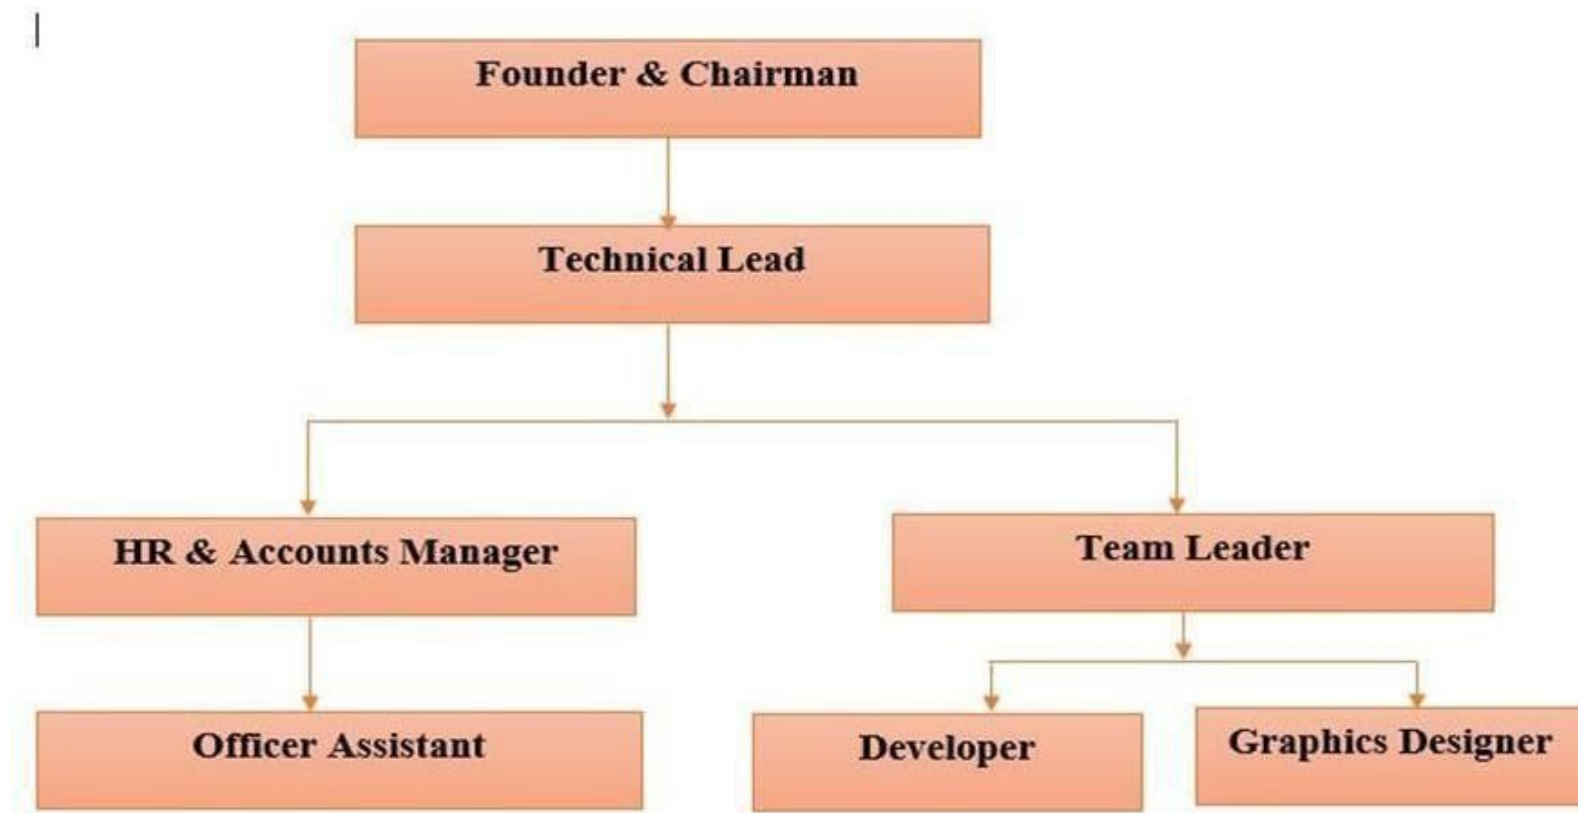 Founder & Chairman
Technical Lead
HR & Accounts Manager
Team Leader
Officer Assistant
Developer
Graphics Designer